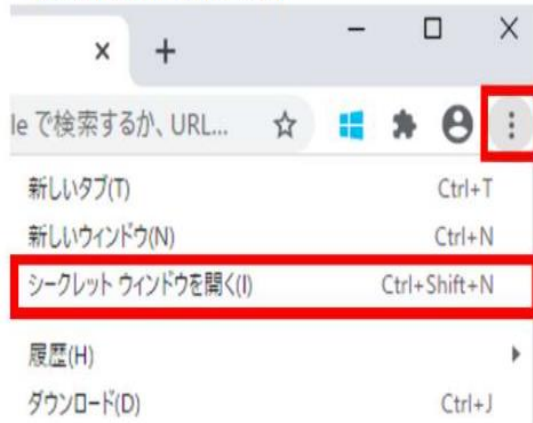 le で検索するか、URL...
新しいタブ(T) Ctrl+T
新しいウィンドウ(N) Ctrl+N
シークレット ウィンドウを開く(I) Ctrl+Shift+N
履歴(H)
ダウンロード(D) Ctrl+J